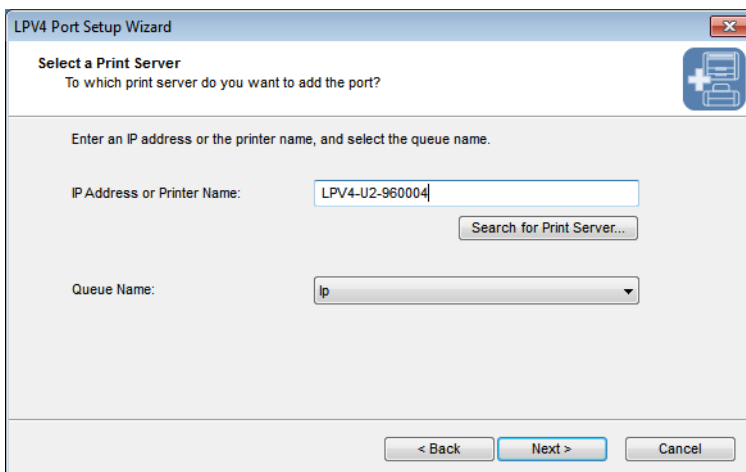 LPV4 Port Setup Wizard
Select a Print Server
To which print server do you want to add the port?
Enter an IP address or the printer name, and select the queue name.
IP Address or Printer Name:
LPV4-U2-960004
Search for Print Server...
Queue Name:
lp
< Back
Next >
Cancel